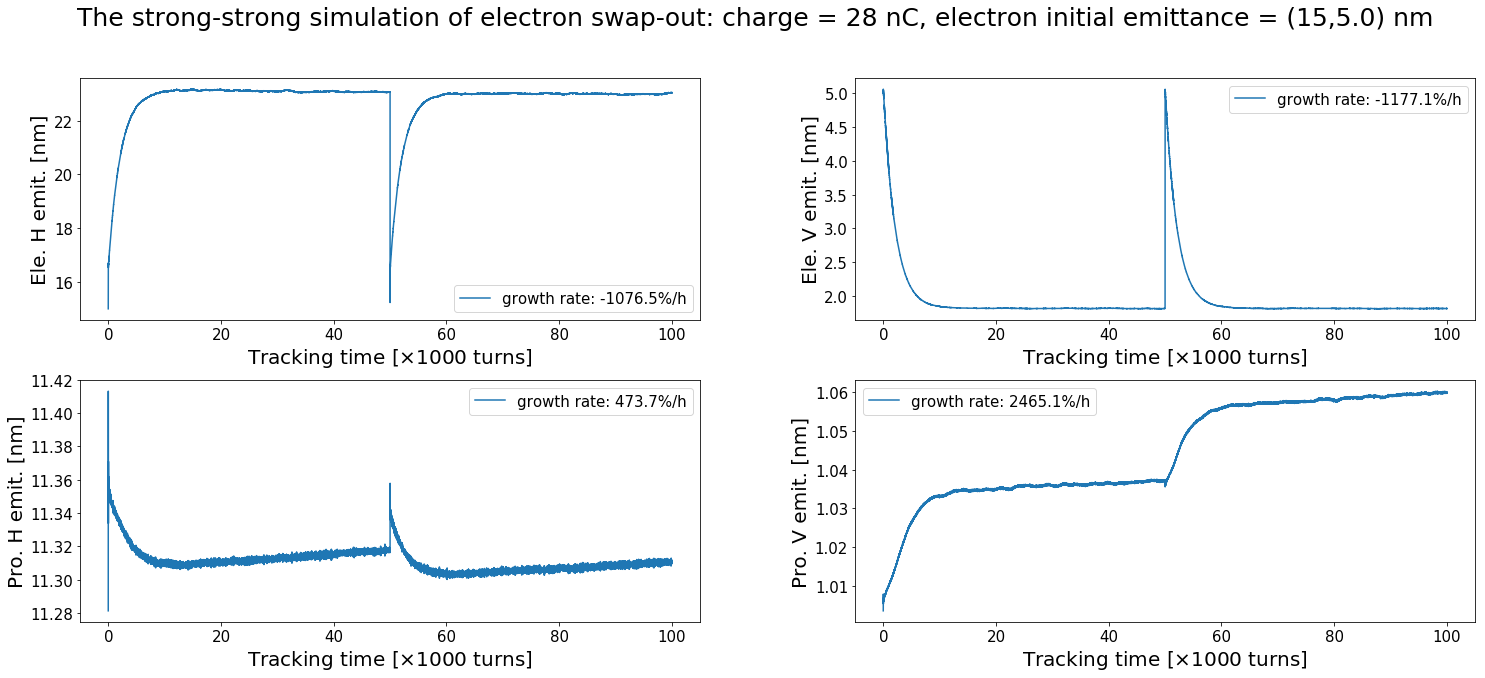 The strong-strong simulation of electron swap-out: charge = 28 nC, electron initial emittance = (15,5.0) nm
Ele. H emit. [nm]
22
20
18
16
growth rate: -1076.5%/h
0 20 40 60 80 100
Tracking time [×1000 turns]
Ele. V emit. [nm]
5.0
4.5
4.0
3.5
3.0
2.5
2.0
growth rate: -1177.1%/h
0 20 40 60 80 100
Tracking time [×1000 turns]
Pro. H emit. [nm]
11.42
11.40
11.38
11.36
11.34
11.32
11.30
11.28
growth rate: 473.7%/h
0 20 40 60 80 100
Tracking time [×1000 turns]
Pro. V emit. [nm]
1.06
1.05
1.04
1.03
1.02
1.01
growth rate: 2465.1%/h
0 20 40 60 80 100
Tracking time [×1000 turns]